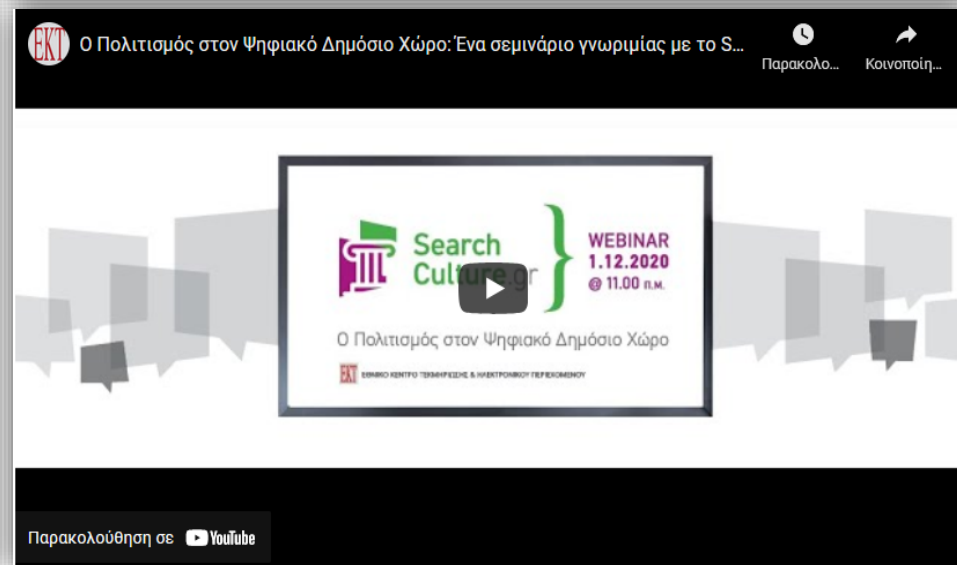 ΕΚΤ Ο Πολιτισμός στον Ψηφιακό Δημόσιο Χώρο: Ένα σεμινάριο γνωριμίας με το S...
Παρακολο...
Κοινοποίη...
Search
Culture.gr
WEBINAR
1.12.2020
@ 11.00 π.μ.
Ο Πολιτισμός στον Ψηφιακό Δημόσιο Χώρο
ΕΚΤ ΕΘΝΙΚΟ ΚΕΝΤΡΟ ΤΕΚΜΗΡΙΩΣΗΣ & ΗΛΕΚΤΡΟΝΙΚΟΥ ΠΕΡΙΕΧΟΜΕΝΟΥ
Παρακολούθηση σε YouTube